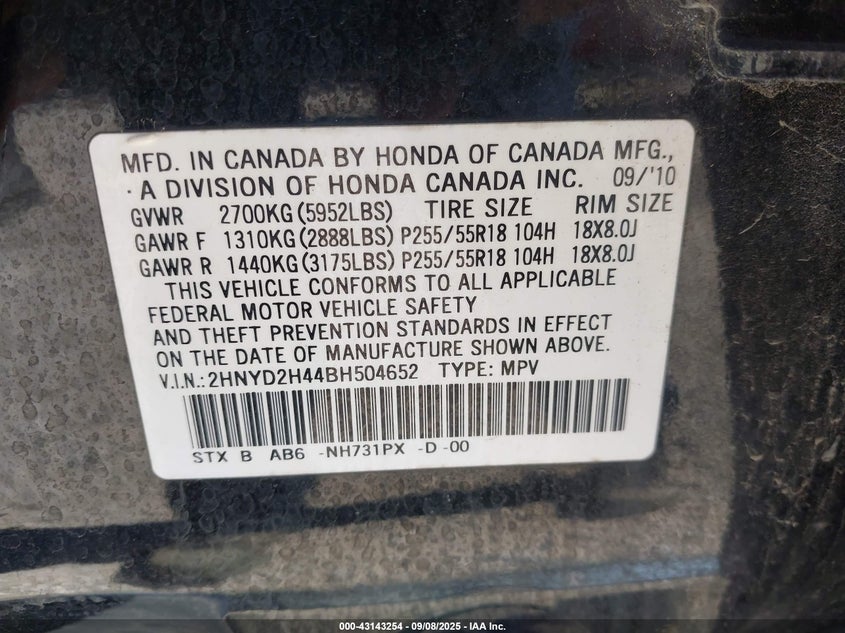 MFD. IN CANADA BY HONDA OF CANADA MFG.,
A DIVISION OF HONDA CANADA INC. 09/'10
GVWR 2700KG(5952LBS) TIRE SIZE RIM SIZE
GAWR F 1310KG(2888LBS) P255/55R18 104H 18X8.0J
GAWR R 1440KG(3175LBS) P255/55R18 104H 18X8.0J
THIS VEHICLE CONFORMS TO ALL APPLICABLE
FEDERAL MOTOR VEHICLE SAFETY
AND THEFT PREVENTION STANDARDS IN EFFECT
ON THE DATE OF MANUFACTURE SHOWN ABOVE.
V.I.N.:2HNYD2H44BH504652 TYPE: MPV
STX B AB6 -NH731PX -D -00
000-43143254 - 09/08/2025 - IAA Inc.